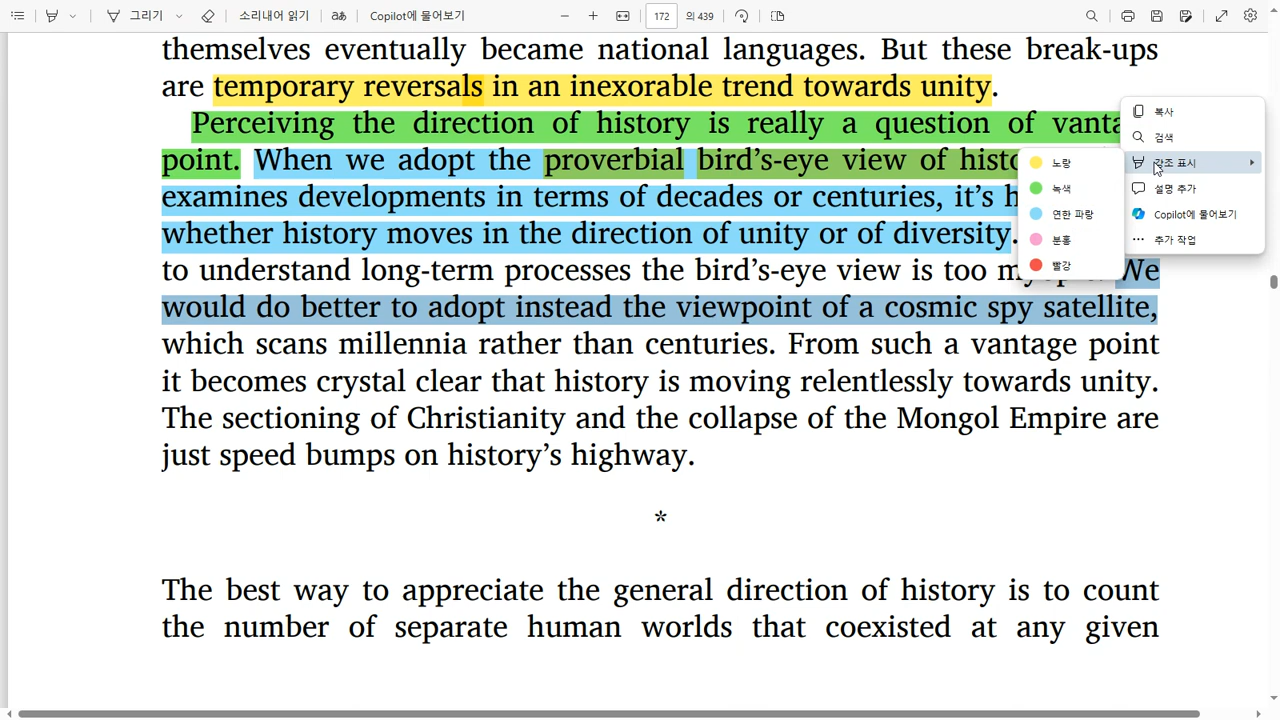 그리기 소리내어 읽기 aあ Copilot에 물어보기 172 의 439
themselves eventually became national languages. But these break-ups
are temporary reversals in an inexorable trend towards unity.
Perceiving the direction of history is really a question of
point. When we adopt the proverbial bird’s-eye view of
examines developments in terms of decades or centuries, it’s
whether history moves in the direction of unity or of diversity.
to understand long-term processes the bird’s-eye view is too We
would do better to adopt instead the viewpoint of a cosmic spy satellite,
which scans millennia rather than centuries. From such a vantage point
it becomes crystal clear that history is moving relentlessly towards unity.
The sectioning of Christianity and the collapse of the Mongol Empire are
just speed bumps on history’s highway.
*
The best way to appreciate the general direction of history is to count
the number of separate human worlds that coexisted at any given
복사
검색
강조 표시
설명 추가
Copilot에 물어보기
추가 작업
노랑
녹색
연한 파랑
분홍
빨강